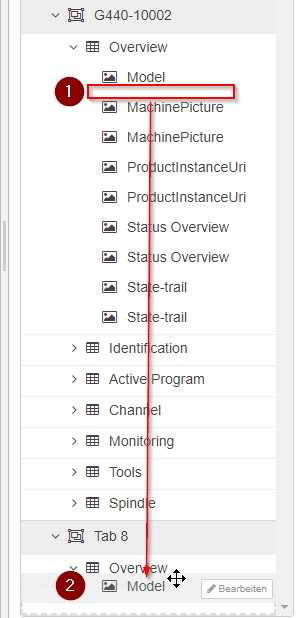 G440-10002
Overview
Model
1
MachinePicture
MachinePicture
ProductInstanceUri
ProductInstanceUri
Status Overview
Status Overview
State-trail
State-trail
Identification
Active Program
Channel
Monitoring
Tools
Spindle
Tab 8
Overview
2 Model Bearbeiten